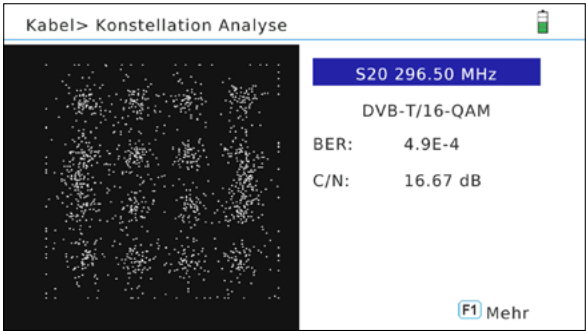 Kabel> Konstellation Analyse
S20 296.50 MHz
DVB-T/16-QAM
BER: 4.9E-4
C/N: 16.67 dB
F1 Mehr